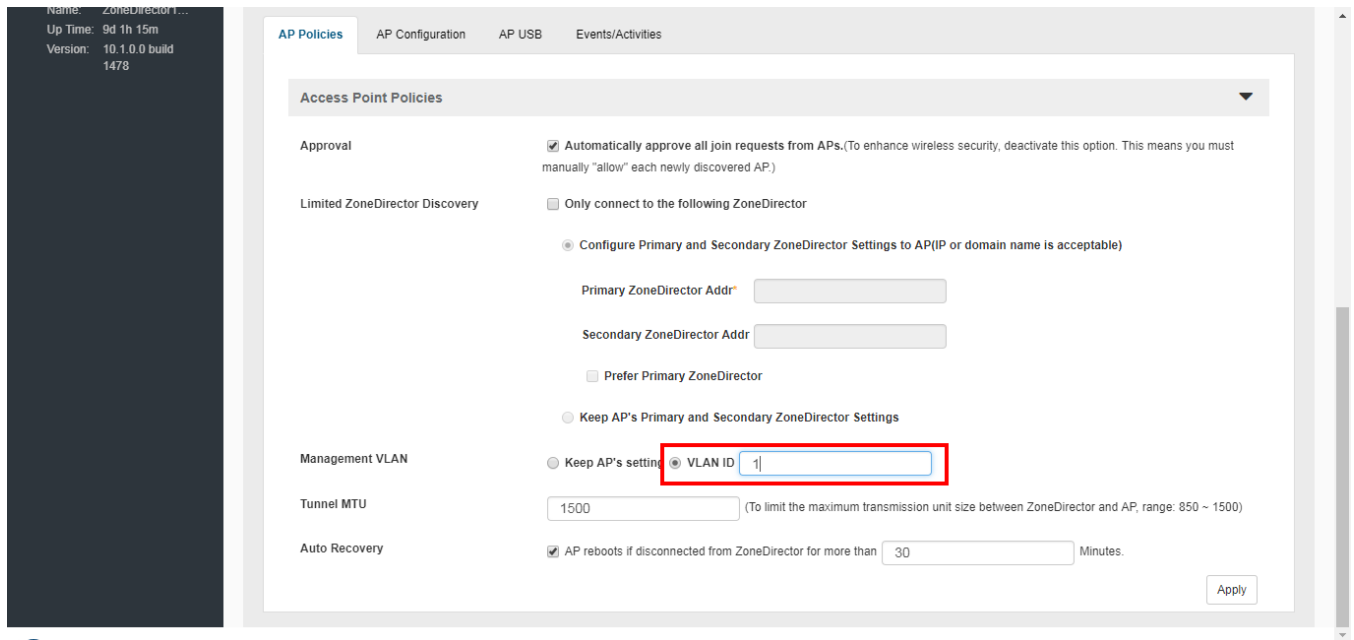 Name: ZoneDirector1...
Up Time: 9d 1h 15m
Version: 10.1.0.0 build
1478
AP Policies AP Configuration AP USB Events/Activities
Access Point Policies
Approval Automatically approve all join requests from APs.(To enhance wireless security, deactivate this option. This means you must
manually "allow" each newly discovered AP.)
Limited ZoneDirector Discovery Only connect to the following ZoneDirector
Configure Primary and Secondary ZoneDirector Settings to AP(IP or domain name is acceptable)
Primary ZoneDirector Addr*
Secondary ZoneDirector Addr
Prefer Primary ZoneDirector
Keep AP's Primary and Secondary ZoneDirector Settings
Management VLAN Keep AP's setting VLAN ID 1
Tunnel MTU 1500 (To limit the maximum transmission unit size between ZoneDirector and AP, range: 850 ~ 1500)
Auto Recovery AP reboots if disconnected from ZoneDirector for more than 30 Minutes.
Apply